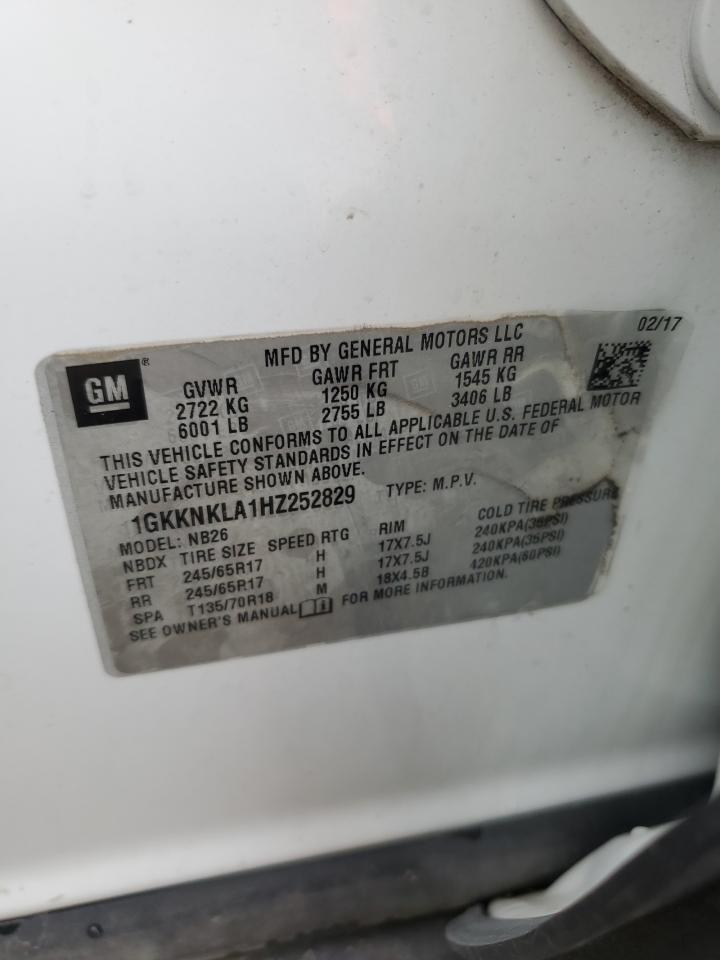 02/17
GM ®
MFD BY GENERAL MOTORS LLC
GVWR GAWR FRT GAWR RR
2722 KG 1250 KG 1545 KG
6001 LB 2755 LB 3406 LB
THIS VEHICLE CONFORMS TO ALL APPLICABLE U.S. FEDERAL MOTOR
VEHICLE SAFETY STANDARDS IN EFFECT ON THE DATE OF
MANUFACTURE SHOWN ABOVE.
1GKKNKLA1HZ252829 TYPE: M.P.V.
MODEL: NB26
NBDX TIRE SIZE SPEED RTG RIM COLD TIRE PRESSURE
FRT 245/65R17 H 17X7.5J 240KPA(35PSI)
RR 245/65R17 H 17X7.5J 240KPA(35PSI)
SPA T135/70R18 M 18X4.5B 420KPA(60PSI)
SEE OWNER'S MANUAL FOR MORE INFORMATION.